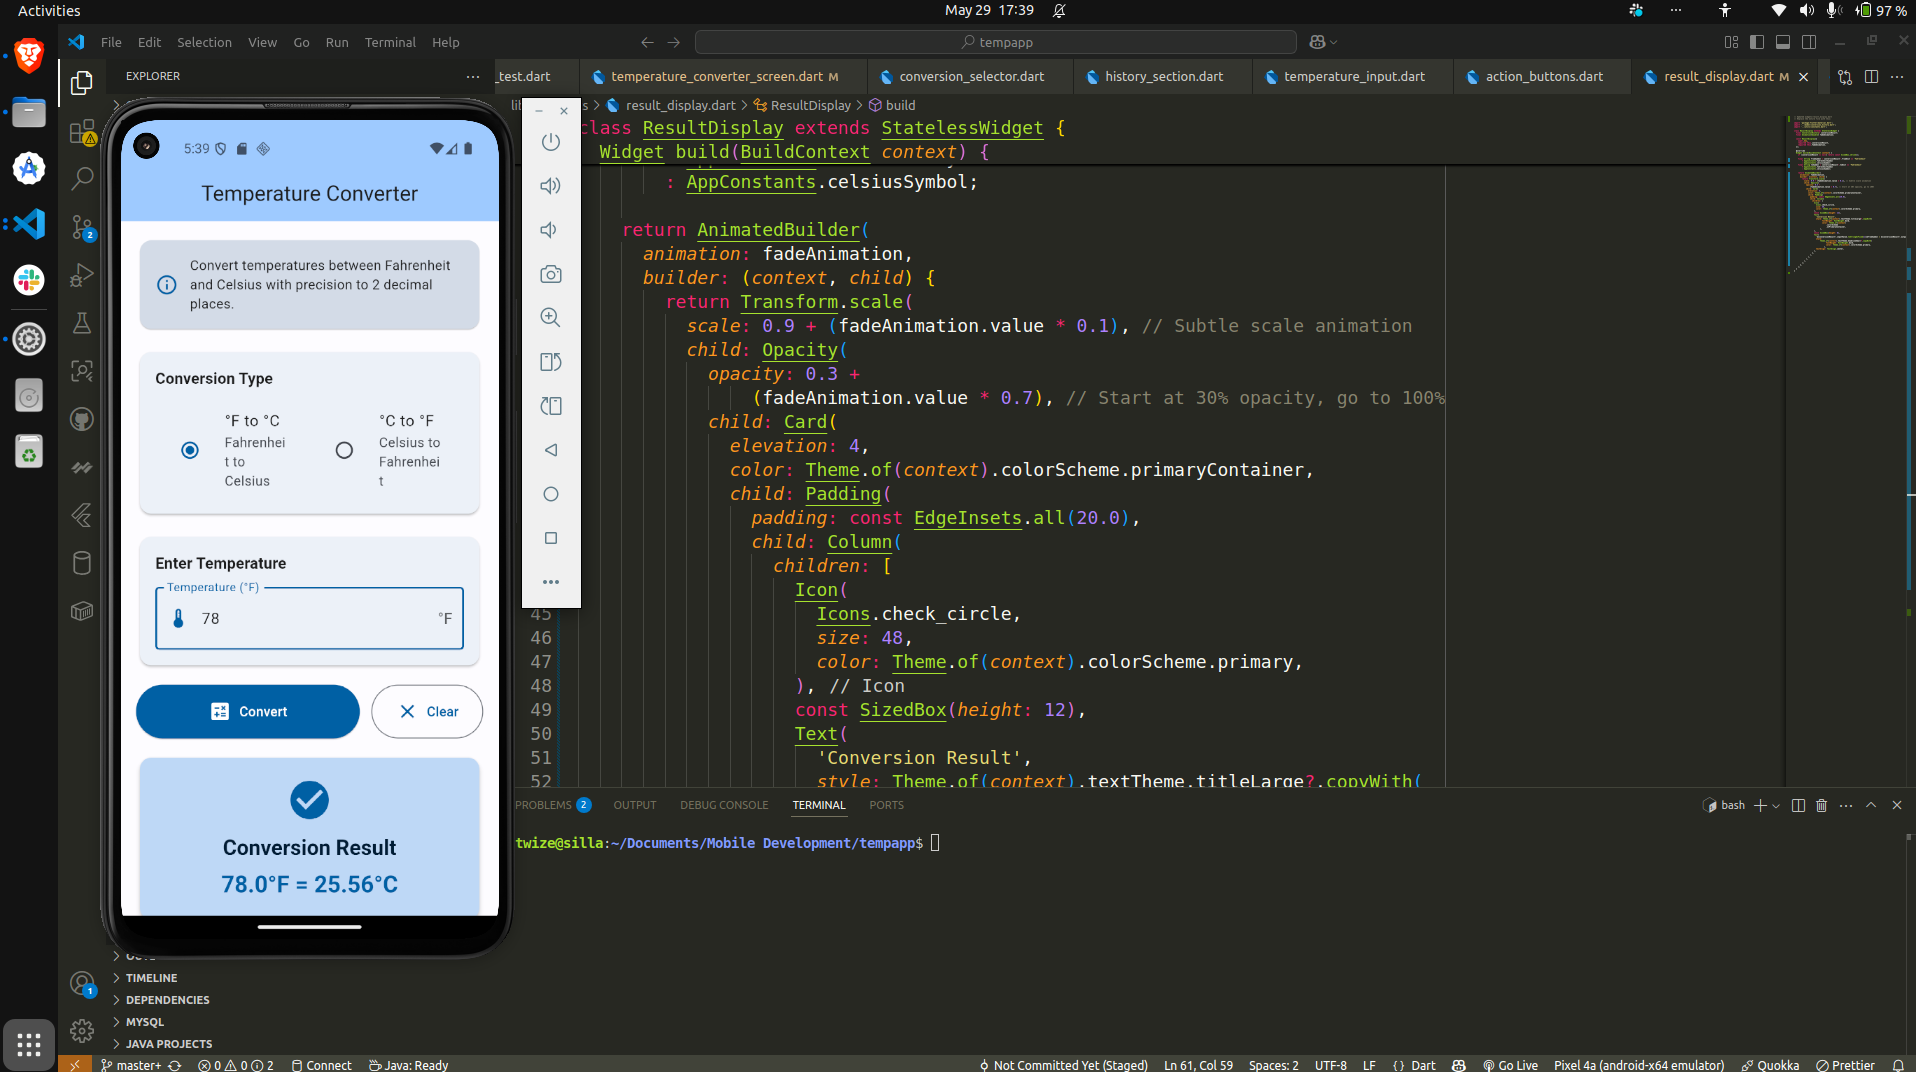 Activities
May 29 17:39
97 %
File Edit Selection View Go Run Terminal Help
tempapp
EXPLORER
_test.dart
temperature_converter_screen.dart M
conversion_selector.dart
history_section.dart
temperature_input.dart
action_buttons.dart
result_display.dart M
result_display.dart > ResultDisplay > build
class ResultDisplay extends StatelessWidget {
Widget build(BuildContext context) {
: AppConstants.celsiusSymbol;
return AnimatedBuilder(
animation: fadeAnimation,
builder: (context, child) {
return Transform.scale(
scale: 0.9 + (fadeAnimation.value * 0.1), // Subtle scale animation
child: Opacity(
opacity: 0.3 +
(fadeAnimation.value * 0.7), // Start at 30% opacity, go to 100%
child: Card(
elevation: 4,
color: Theme.of(context).colorScheme.primaryContainer,
child: Padding(
padding: const EdgeInsets.all(20.0),
child: Column(
children: [
Icon(
45 Icons.check_circle,
46 size: 48,
47 color: Theme.of(context).colorScheme.primary,
48 ), // Icon
49 const SizedBox(height: 12),
50 Text(
51 'Conversion Result',
52 style: Theme.of(context).textTheme.titleLarge?.copyWith(
5:39
Temperature Converter
Convert temperatures between Fahrenheit
and Celsius with precision to 2 decimal
places.
Conversion Type
°F to °C
Fahrenhei
t to
Celsius
°C to °F
Celsius to
Fahrenhei
t
Enter Temperature
Temperature (°F)
78 °F
Convert
Clear
Conversion Result
78.0°F = 25.56°C
PROBLEMS 2 OUTPUT DEBUG CONSOLE TERMINAL PORTS
bash
twize@silla:~/Documents/Mobile Development/tempapp$
2
1
TIMELINE
DEPENDENCIES
MYSQL
JAVA PROJECTS
master+ 0 0 2 Connect Java: Ready
Not Committed Yet (Staged) Ln 61, Col 59 Spaces: 2 UTF-8 LF { } Dart Go Live Pixel 4a (android-x64 emulator) Quokka Prettier